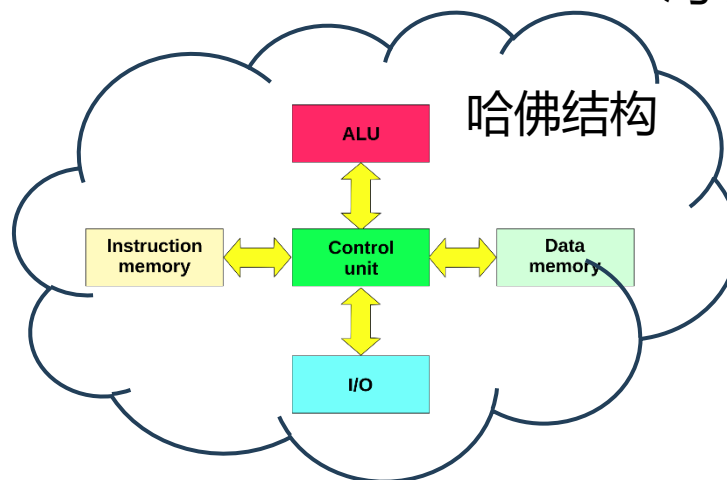 哈佛结构
ALU
Instruction
memory
Control
unit
Data
memory
I/O